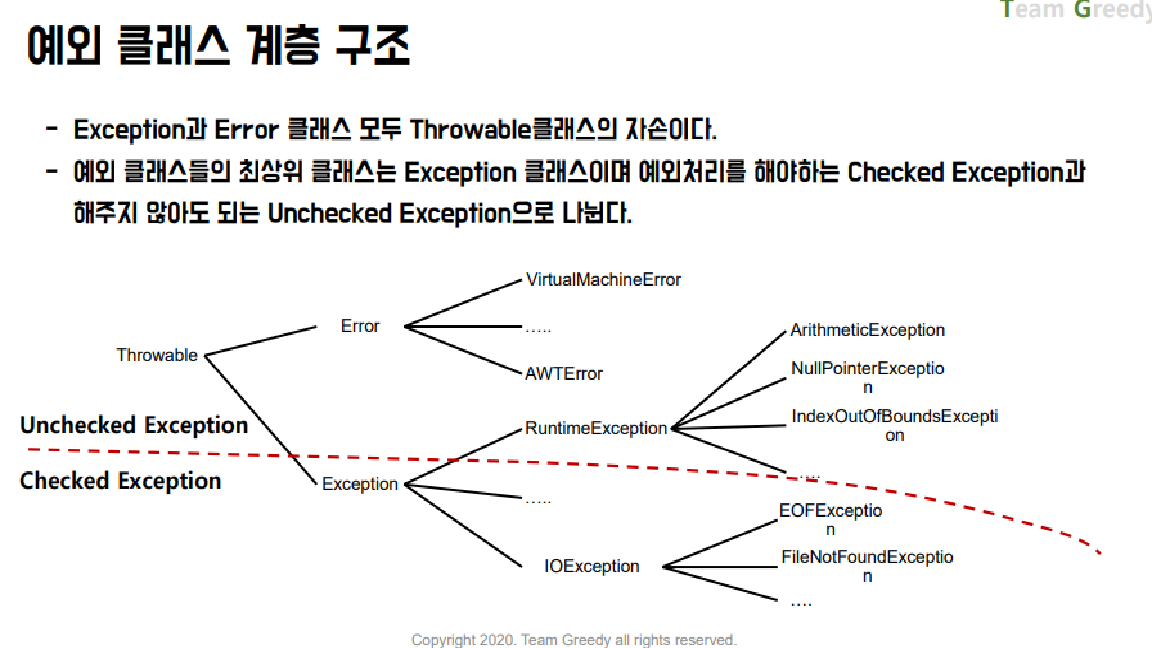 Team Greedy
예외 클래스 계층 구조
- Exception과 Error 클래스 모두 Throwable클래스의 자손이다.
- 예외 클래스들의 최상위 클래스는 Exception 클래스이며 예외처리를 해야하는 Checked Exception과
해주지 않아도 되는 Unchecked Exception으로 나뉜다.
VirtualMachineError
Error
.....
ArithmeticException
Throwable
AWTError
NullPointerExceptio
n
Unchecked Exception
RuntimeException
IndexOutOfBoundsExcepti
on
....
Checked Exception
Exception
.....
EOFExceptio
n
IOException
FileNotFoundExceptio
n
....
Copyright 2020. Team Greedy all rights reserved.